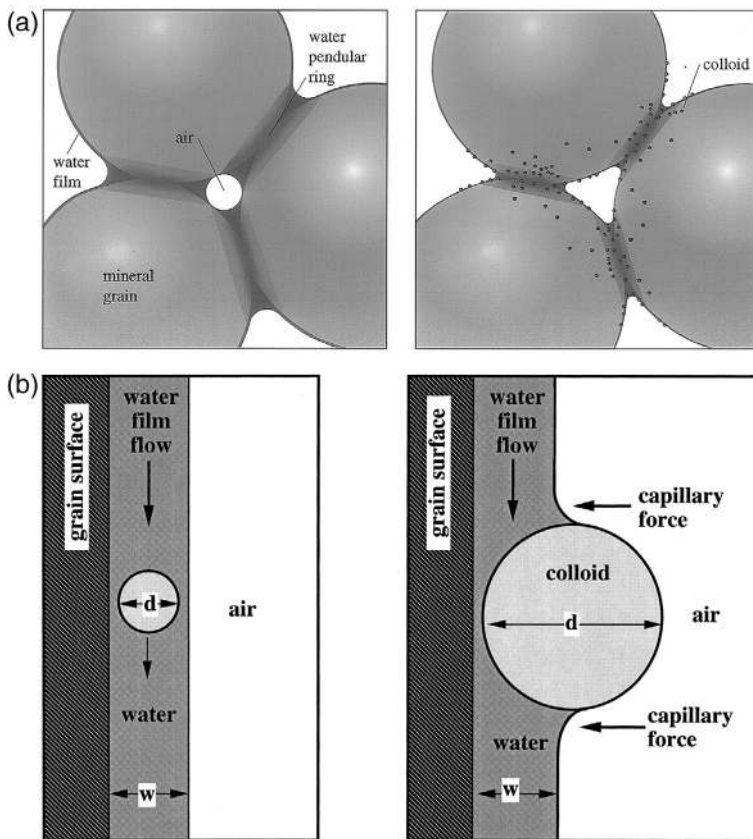 (a)
water
pendular
ring
air
water
film
mineral
grain
colloid
(b)
grain surface
water
film
flow
d
air
water
w
grain surface
water
film
flow
capillary
force
colloid
d
air
capillary
force
water
w